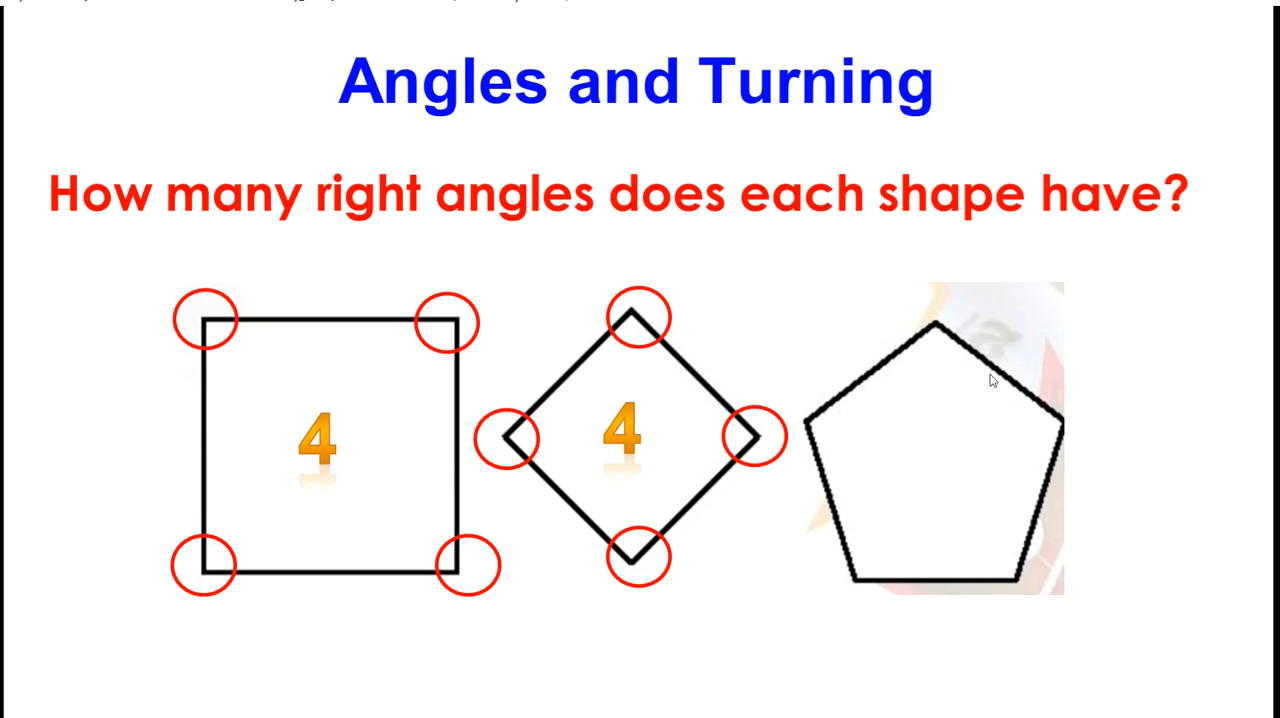 Angles and Turning
How many right angles does each shape have?
4
4